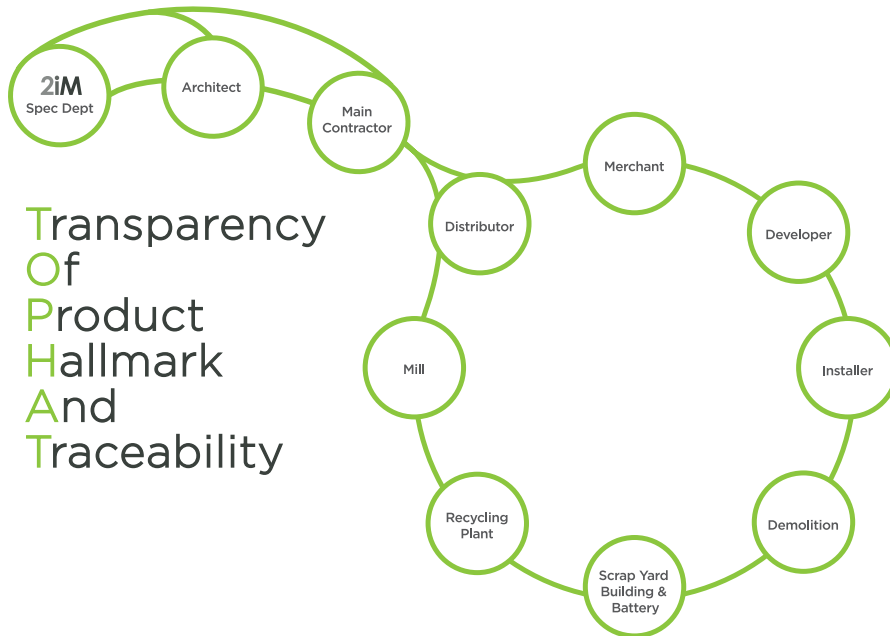 2iM
Spec Dept
Architect
Main
Contractor
Merchant
Distributor
Developer
Transparency
Of
Product
Hallmark
And
Traceability
Mill
Installer
Recycling
Plant
Demolition
Scrap Yard
Building &
Battery